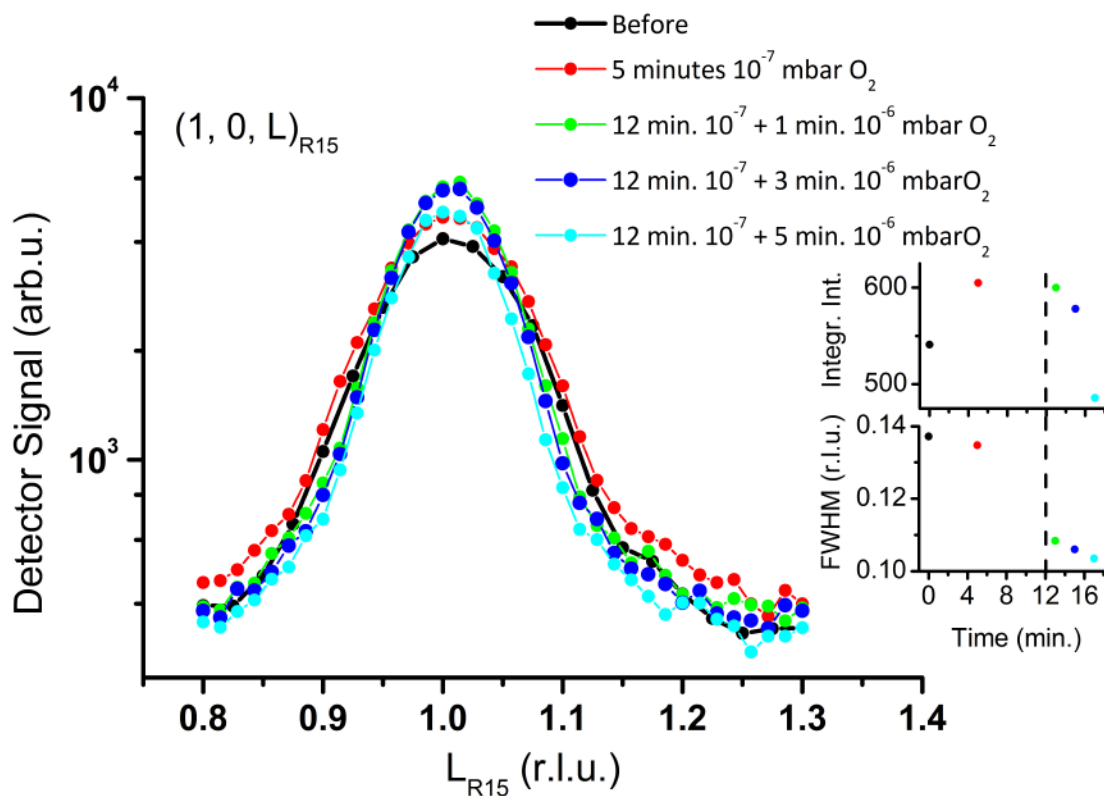 Before
5 minutes 10⁻⁷ mbar O₂
12 min. 10⁻⁷ + 1 min. 10⁻⁶ mbar O₂
12 min. 10⁻⁷ + 3 min. 10⁻⁶ mbarO₂
12 min. 10⁻⁷ + 5 min. 10⁻⁶ mbarO₂
(1, 0, L)R15
Detector Signal (arb.u.)
10⁴
10³
0.8 0.9 1.0 1.1 1.2 1.3 1.4
L R15 (r.l.u.)
Integr. Int.
600
500
FWHM (r.l.u.)
0.14
0.12
0.10
0 4 8 12 16
Time (min.)